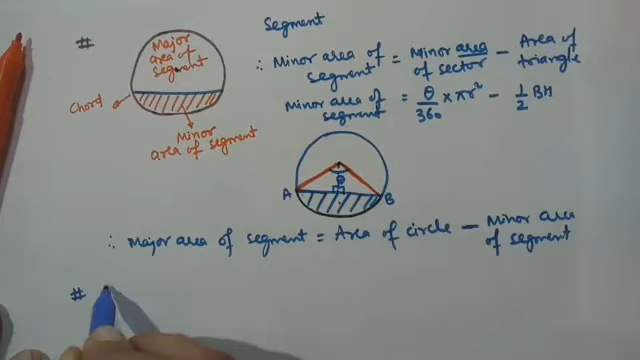 Segment
#
Major
area of
segment
Chord
Minor
area of segment
∴ Minor area of segment = Minor area of sector − Area of triangle
Minor area of segment = θ/360 × πr² − 1/2 BH
θ
A
B
∴ Major area of segment = Area of circle − Minor area of segment
#